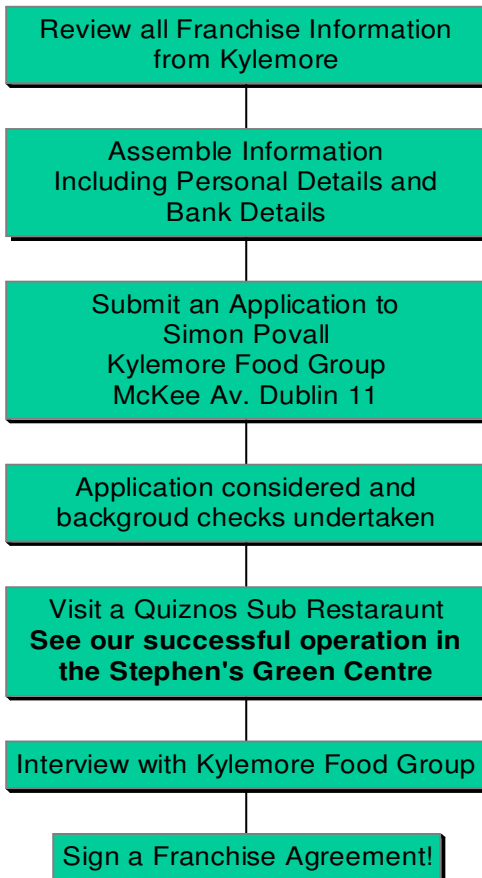 Review all Franchise Information
from Kylemore
Assemble Information
Including Personal Details and
Bank Details
Submit an Application to
Simon Povall
Kylemore Food Group
McKee Av. Dublin 11
Application considered and
backgroud checks undertaken
Visit a Quiznos Sub Restaraunt
See our successful operation in
the Stephen's Green Centre
Interview with Kylemore Food Group
Sign a Franchise Agreement!